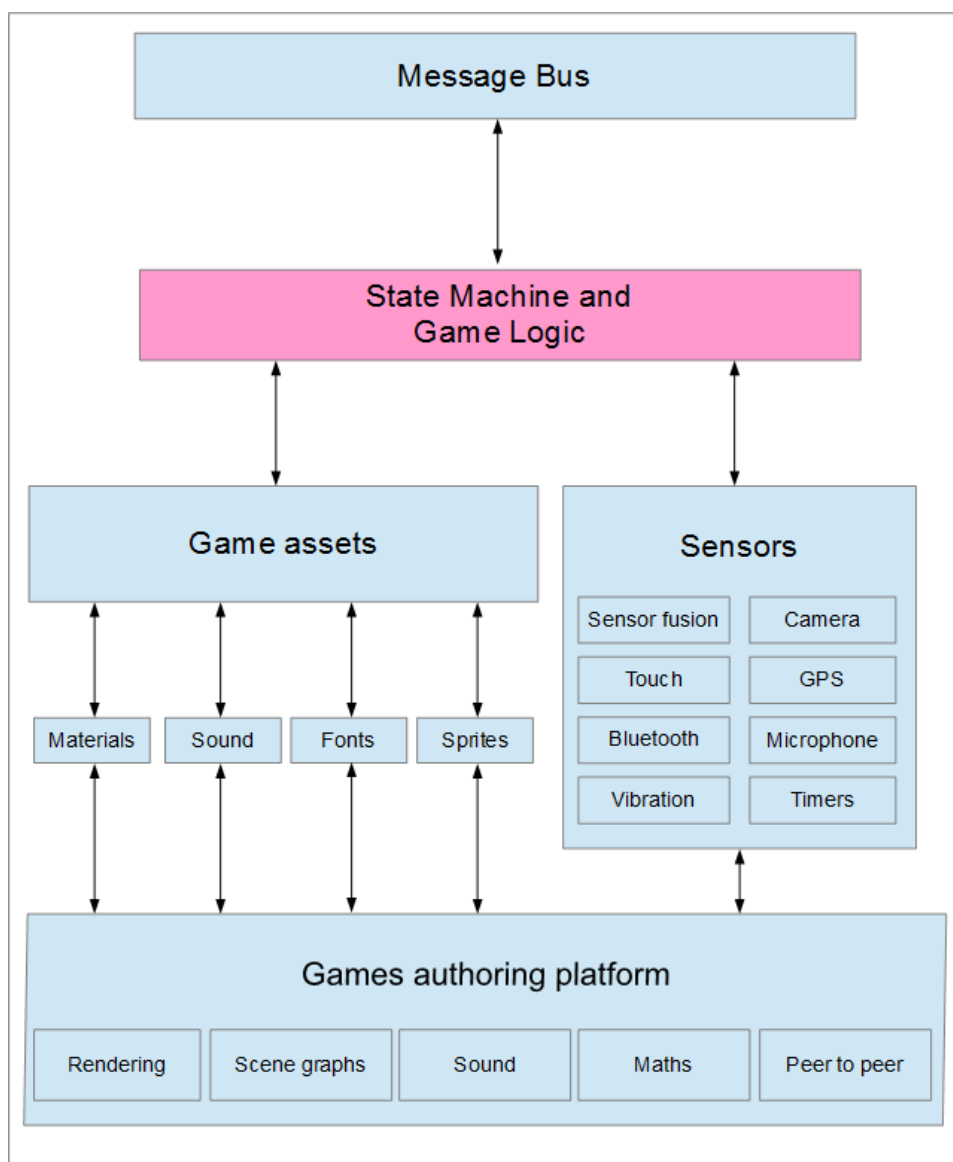 Message Bus
State Machine and
Game Logic
Game assets
Sensors
Sensor fusion
Camera
Touch
GPS
Bluetooth
Microphone
Vibration
Timers
Materials
Sound
Fonts
Sprites
Games authoring platform
Rendering
Scene graphs
Sound
Maths
Peer to peer